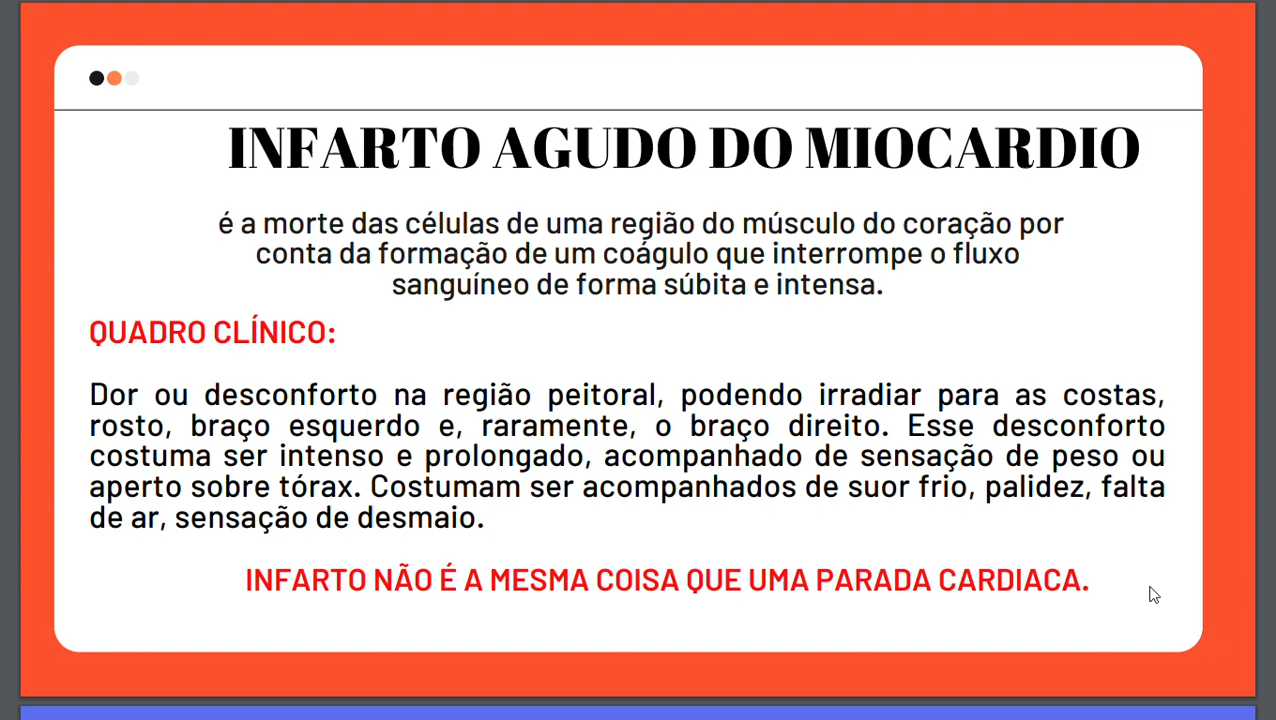 INFARTO AGUDO DO MIOCARDIO
é a morte das células de uma região do músculo do coração por
conta da formação de um coágulo que interrompe o fluxo
sanguíneo de forma súbita e intensa.
QUADRO CLÍNICO:
Dor ou desconforto na região peitoral, podendo irradiar para as costas,
rosto, braço esquerdo e, raramente, o braço direito. Esse desconforto
costuma ser intenso e prolongado, acompanhado de sensação de peso ou
aperto sobre tórax. Costumam ser acompanhados de suor frio, palidez, falta
de ar, sensação de desmaio.
INFARTO NÃO É A MESMA COISA QUE UMA PARADA CARDIACA.